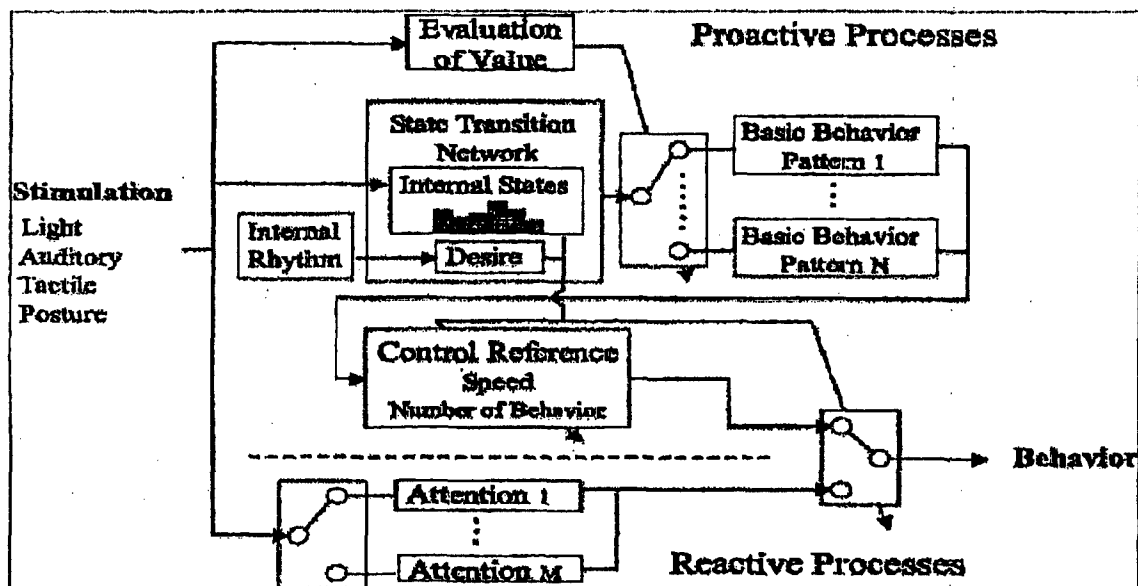 Evaluation
of Value
Proactive Processes
State Transition
Network
Internal States
Internal
Rhythm
Desire
Basic Behavior
Pattern 1
Basic Behavior
Pattern N
Stimulation
Light
Auditory
Tactile
Posture
Control Reference
Speed
Number of Behavior
Behavior
Attention 1
Attention M
Reactive Processes